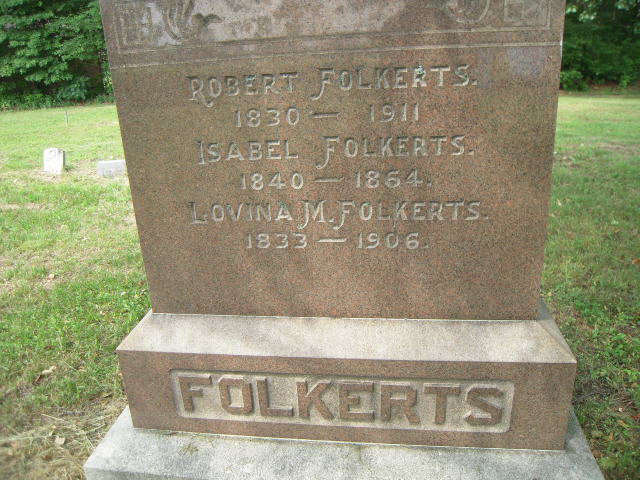 ROBERT FOLKERTS.
1830 — 1911
ISABEL FOLKERTS.
1840 — 1864.
LOVINA M. FOLKERTS.
1833 — 1906.
FOLKERTS